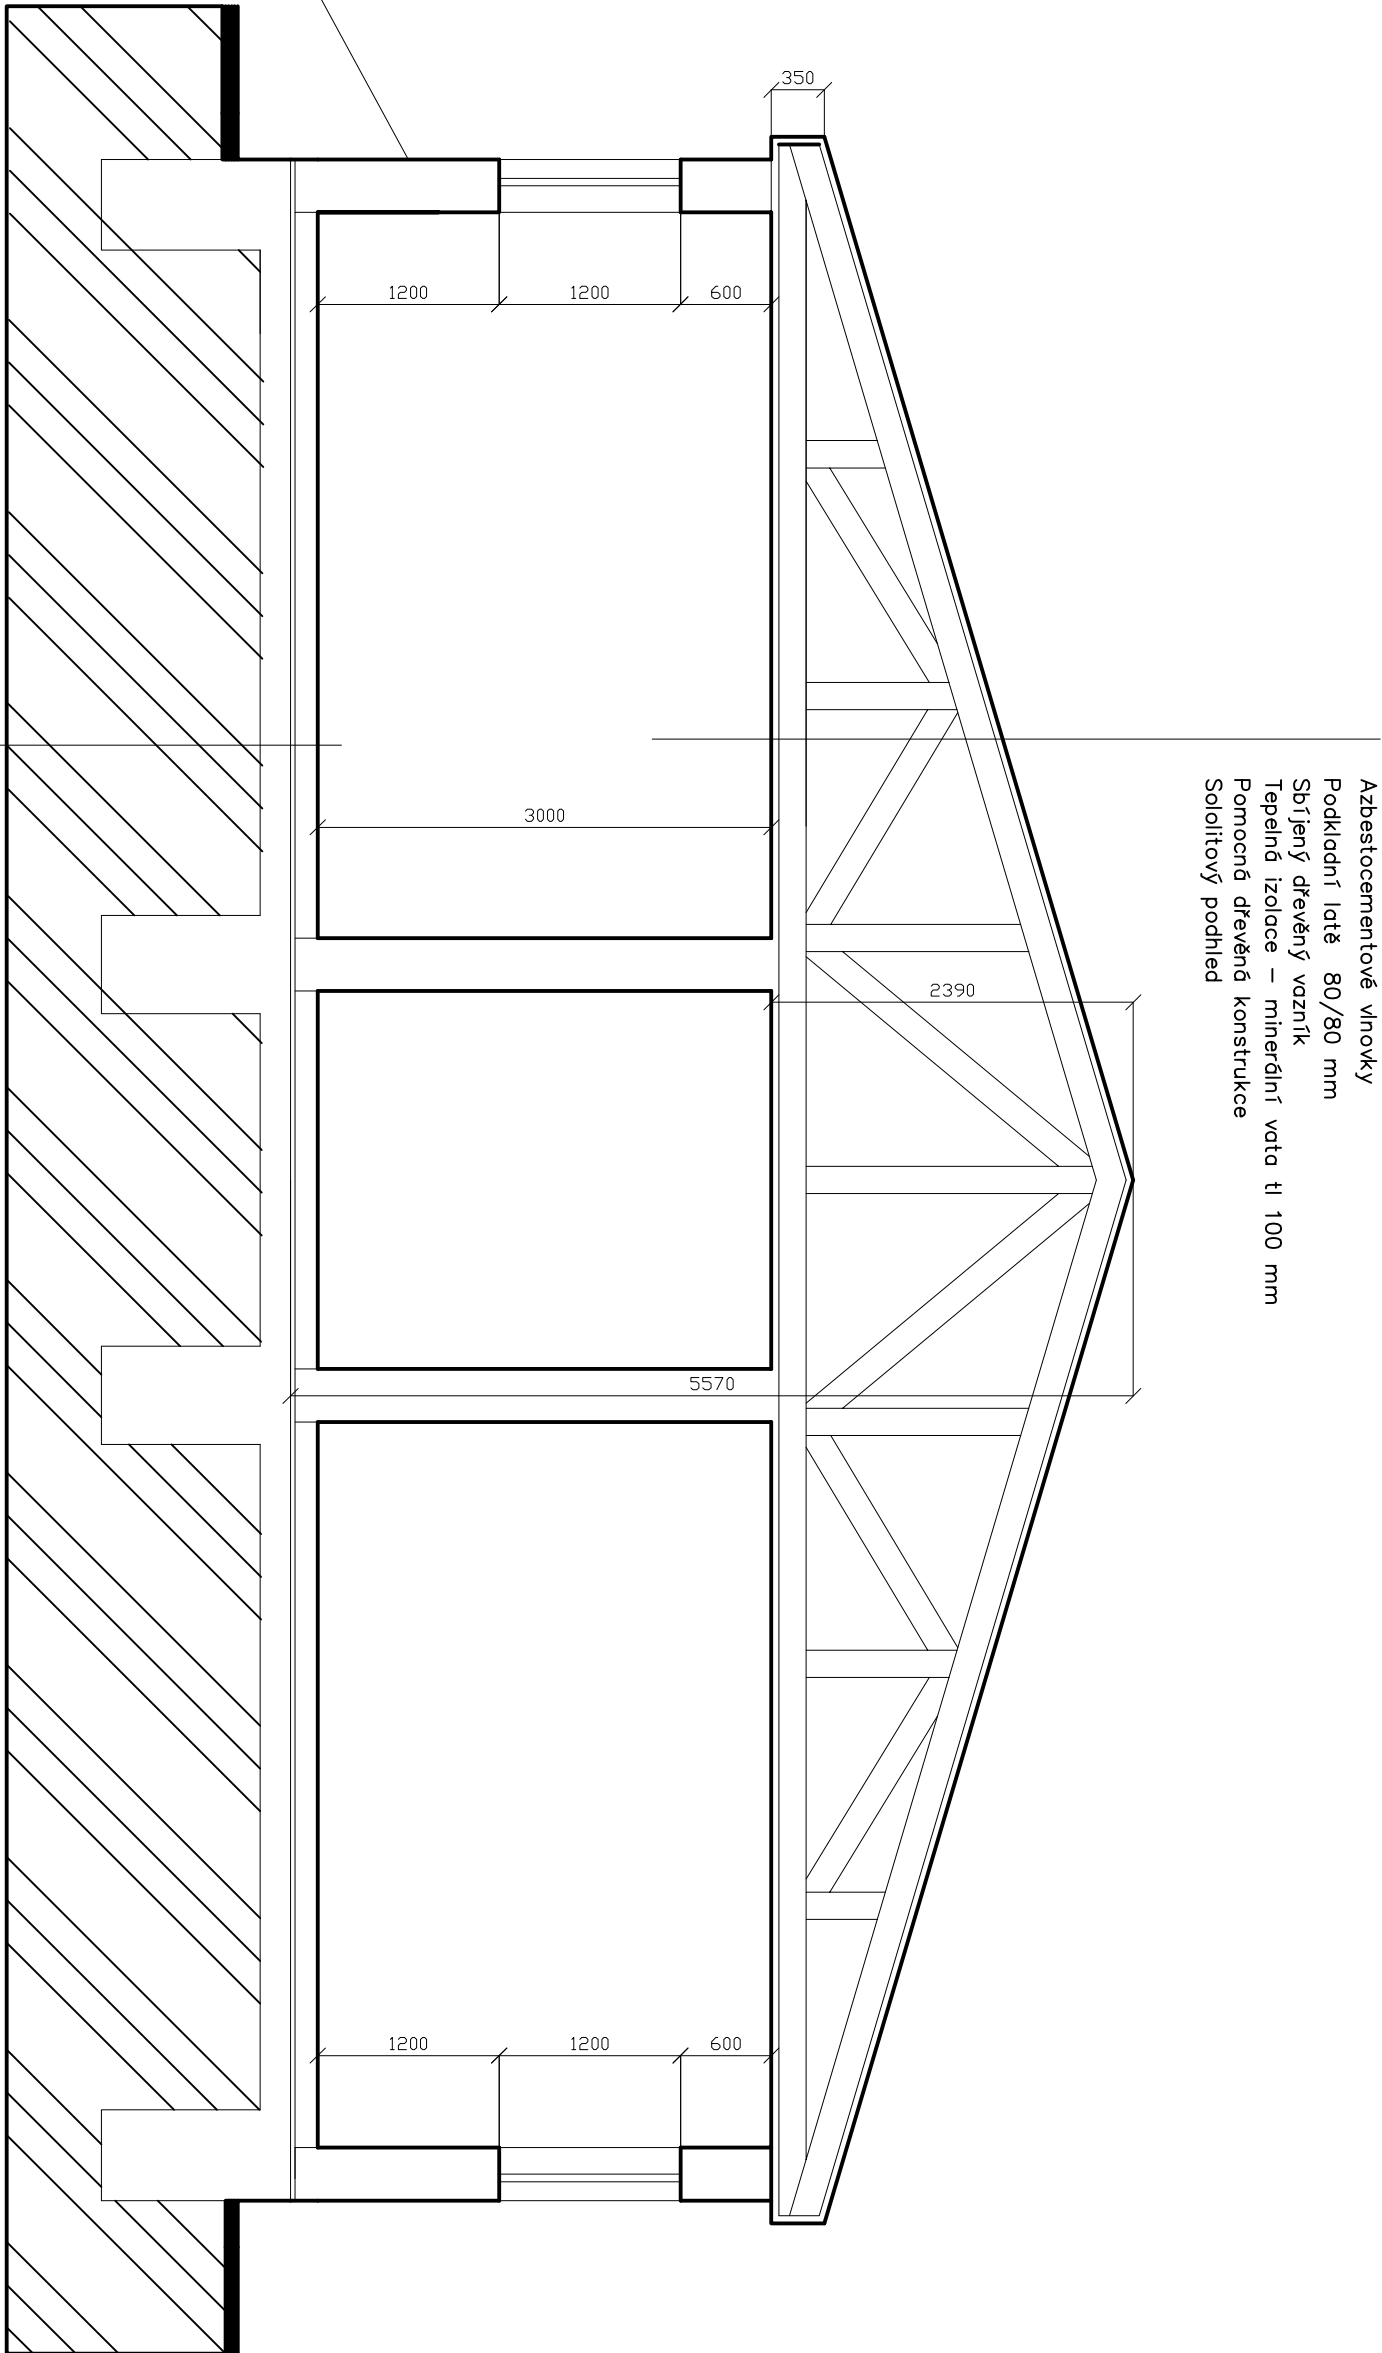 Azbestocementové vlnovky
Podkladní latě 80/80 mm
Sbíjený dřevěný vazník
Tepelná izolace – minerální vata tl 100 mm
Pomocná dřevěná konstrukce
Sololitový podhled
350
1200
1200
600
3000
2390
5570
1200
1200
600